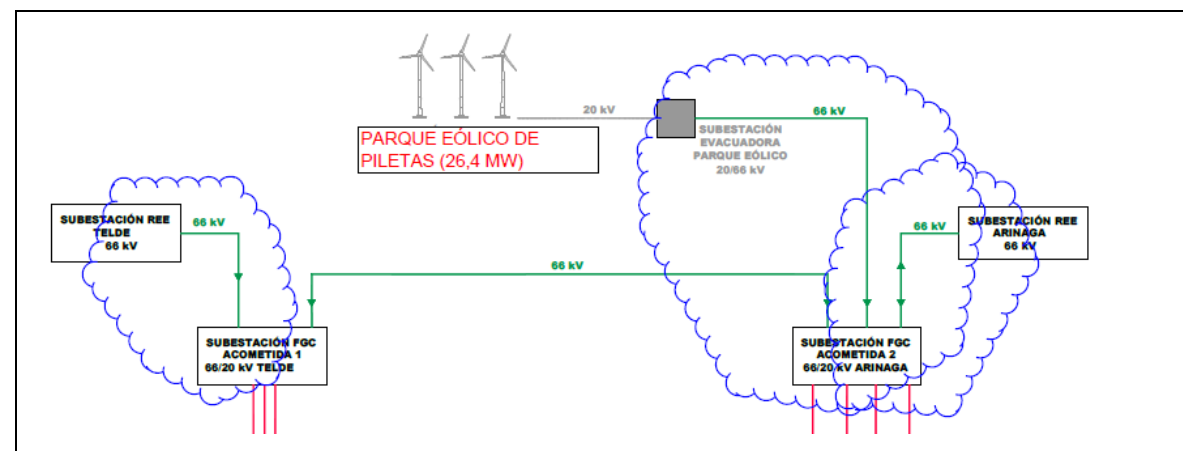 20 kV
66 kV
PARQUE EÓLICO DE
PILETAS (26,4 MW)
SUBESTACIÓN
EVACUADORA
PARQUE EÓLICO
20/66 kV
SUBESTACIÓN REE
TELDE
66 kV
66 kV
66 kV
SUBESTACIÓN REE
ARINAGA
66 kV
66 kV
SUBESTACIÓN FGC
ACOMETIDA 1
66/20 kV TELDE
SUBESTACIÓN FGC
ACOMETIDA 2
66/20 kV ARINAGA